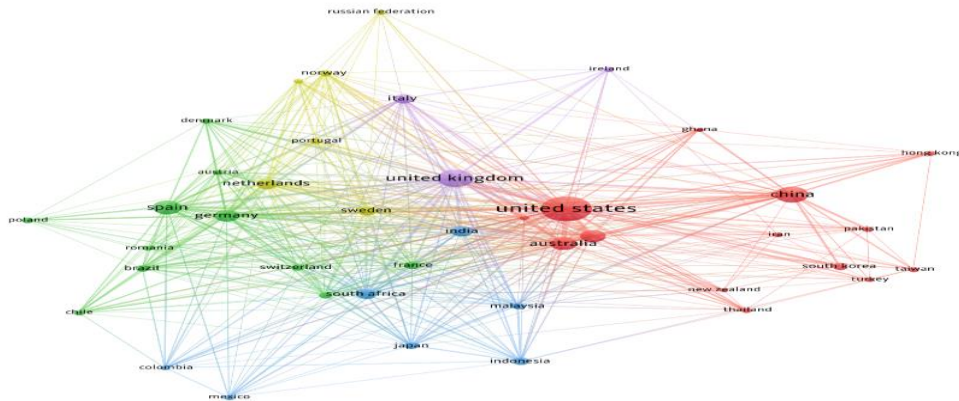 russian federation
norway
ireland
italy
denmark
ghana
portugal
hong kong
austria
netherlands
united kingdom
china
spain
germany
sweden
united states
poland
india
pakistan
iran
romania
australia
brazil
switzerland
france
south korea
taiwan
turkey
south africa
new zealand
malaysia
chile
thailand
japan
colombia
indonesia
mexico